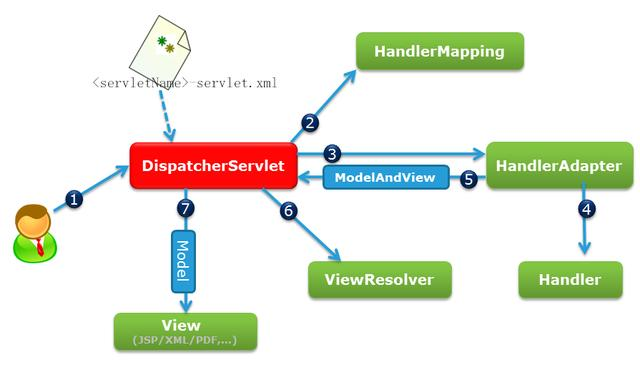 <servletName>-servlet.xml
HandlerMapping
2
DispatcherServlet
3
HandlerAdapter
ModelAndView
5
1
7
6
4
Model
ViewResolver
Handler
View
(JSP/XML/PDF,...)